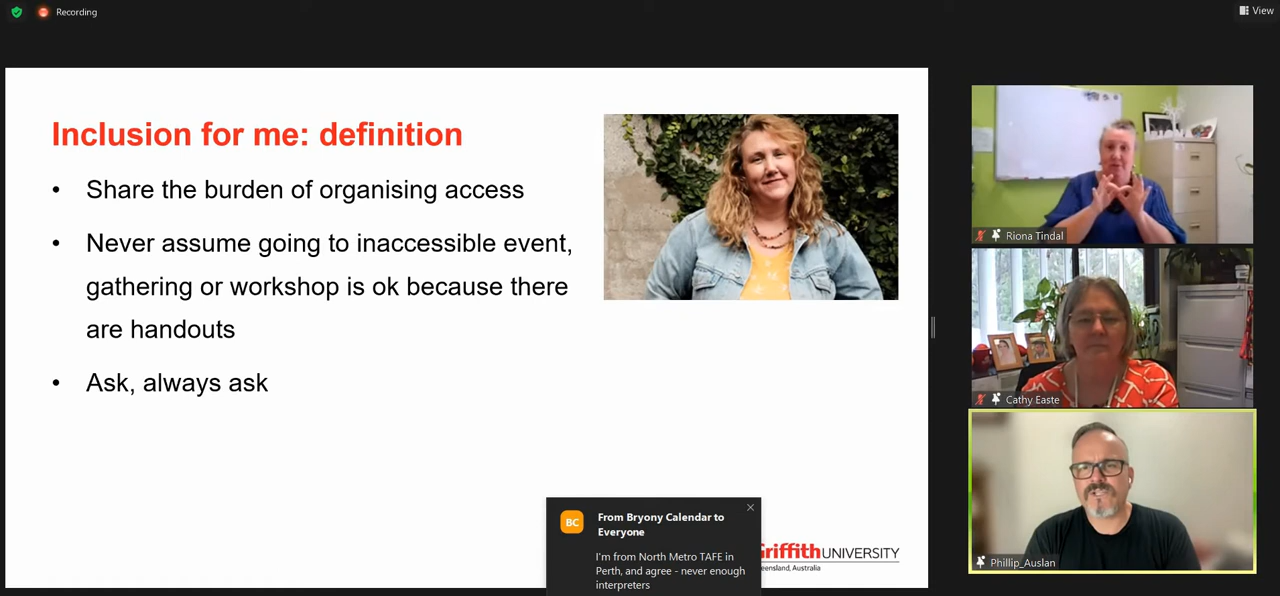 Recording
View
Inclusion for me: definition
• Share the burden of organising access
• Never assume going to inaccessible event,
gathering or workshop is ok because there
are handouts
• Ask, always ask
Riona Tindal
Cathy Easte
Phillip_Auslan
BC
From Bryony Calendar to
Everyone
I'm from North Metro TAFE in
Perth, and agree - never enough
interpreters
Griffith UNIVERSITY
eensland, Australia